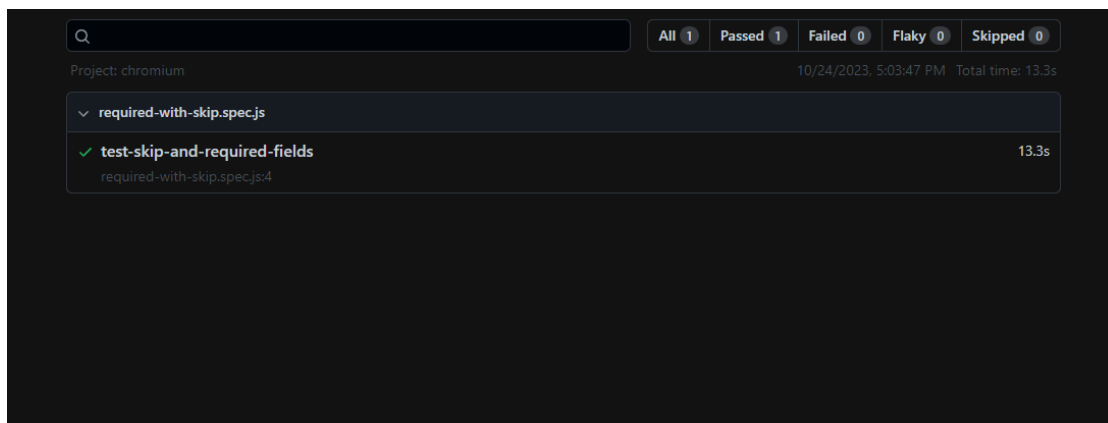 All 1 Passed 1 Failed 0 Flaky 0 Skipped 0
Project: chromium 10/24/2023, 5:03:47 PM Total time: 13.3s
required-with-skip.spec.js
test-skip-and-required-fields 13.3s
required-with-skip.spec.js:4